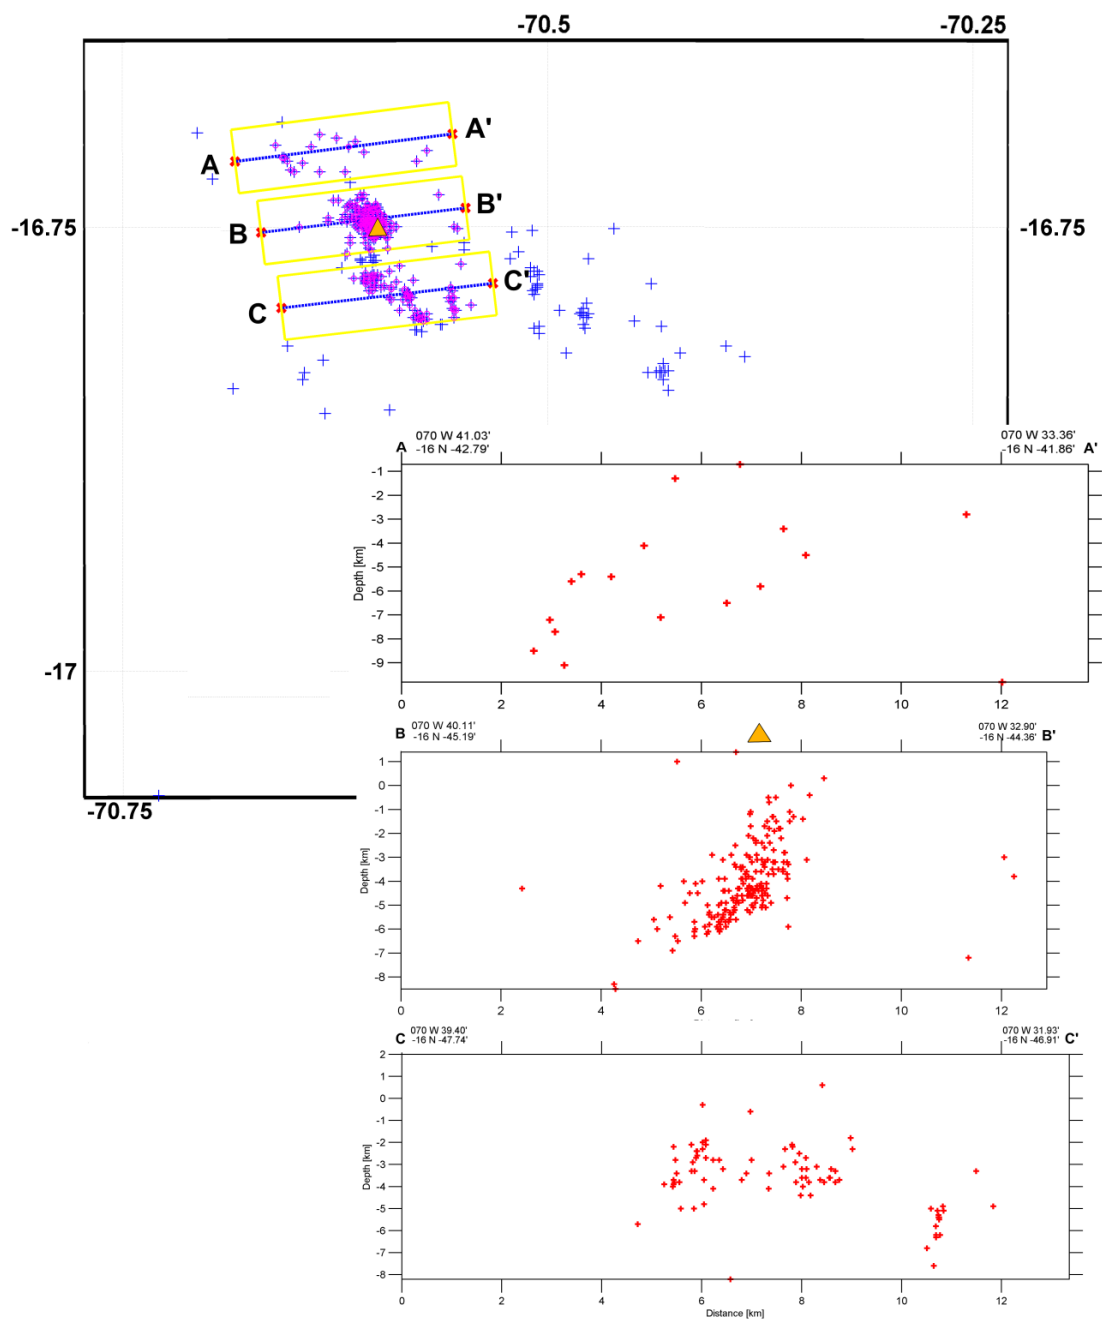 -70.5
-70.25
A
A'
-16.75
B
B'
-16.75
C
C'
-17
-70.75
A
070 W 41.03'
-16 N -42.79'
070 W 33.36'
-16 N -41.86'
A'
-1
-2
-3
-4
-5
-6
-7
-8
-9
Depth [km]
0
2
4
6
8
10
12
B
070 W 40.11'
-16 N -45.19'
070 W 32.90'
-16 N -44.36'
B'
1
0
-1
-2
-3
-4
-5
-6
-7
-8
Depth [km]
0
2
4
6
8
10
12
C
070 W 39.40'
-16 N -47.74'
070 W 31.93'
-16 N -46.91'
C'
2
1
0
-1
-2
-3
-4
-5
-6
-7
-8
Depth [km]
0
2
4
6
8
10
12
Distance [km]